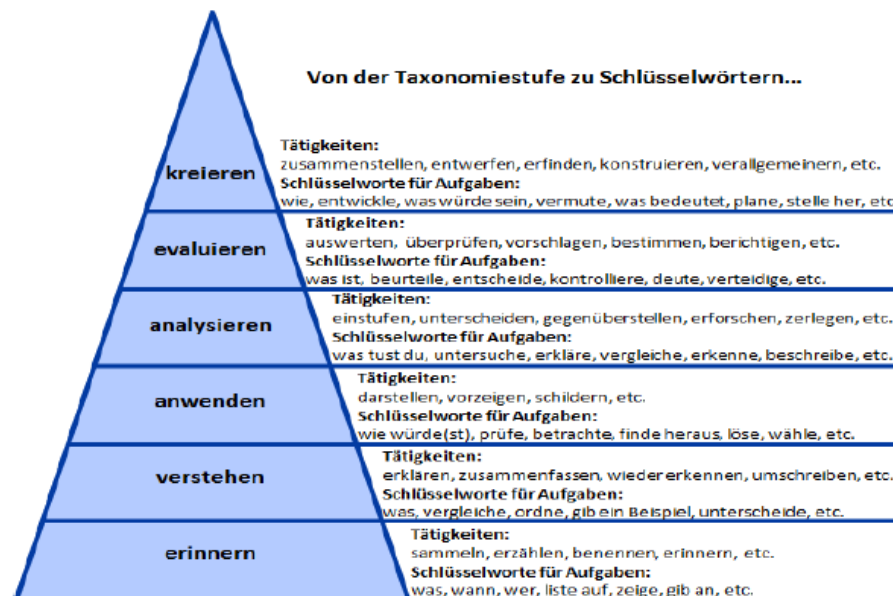 Von der Taxonomiestufe zu Schlüsselwörtern...
kreieren
Tätigkeiten:
zusammenstellen, entwerfen, erfinden, konstruieren, verallgemeinern, etc.
Schlüsselworte für Aufgaben:
wie, entwickle, was würde sein, vermute, was bedeutet, plane, stelle her, etc
evaluieren
Tätigkeiten:
auswerten, überprüfen, vorschlagen, bestimmen, berichtigen, etc.
Schlüsselworte für Aufgaben:
was ist, beurteile, entscheide, kontrolliere, deute, verteidige, etc.
analysieren
Tätigkeiten:
einstufen, unterscheiden, gegenüberstellen, erforschen, zerlegen, etc.
Schlüsselworte für Aufgaben:
was tust du, untersuche, erkläre, vergleiche, erkenne, beschreibe, etc.
anwenden
Tätigkeiten:
darstellen, vorzeigen, schildern, etc.
Schlüsselworte für Aufgaben:
wie würde(st), prüfe, betrachte, finde heraus, löse, wähle, etc.
verstehen
Tätigkeiten:
erklären, zusammenfassen, wiedererkennen, umschreiben, etc.
Schlüsselworte für Aufgaben:
was, vergleiche, ordne, gib ein Beispiel, unterscheide, etc.
erinnern
Tätigkeiten:
sammeln, erzählen, benennen, erinnern, etc.
Schlüsselworte für Aufgaben:
was, wann, wer, liste auf, zeige, gib an, etc.